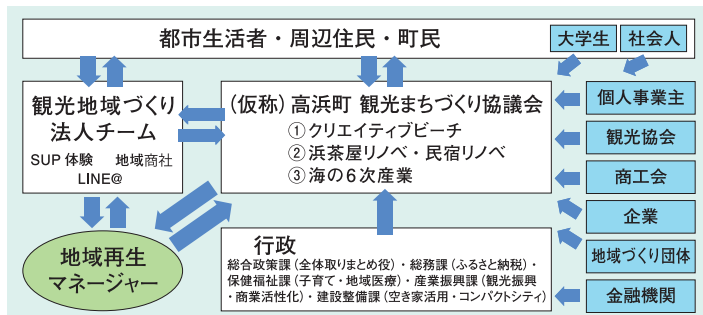 都市生活者・周辺住民・町民
大学生
社会人
観光地域づくり
法人チーム
SUP 体験 地域商社
LINE@
(仮称) 高浜町 観光まちづくり協議会
①クリエイティブビーチ
②浜茶屋リノベ・民宿リノベ
③海の6次産業
個人事業主
観光協会
商工会
企業
地域づくり団体
金融機関
地域再生
マネージャー
行政
総合政策課(全体取りまとめ役)・総務課(ふるさと納税)・
保健福祉課(子育て・地域医療)・産業振興課(観光振興
・商業活性化)・建設整備課(空き家活用・コンパクトシティ)